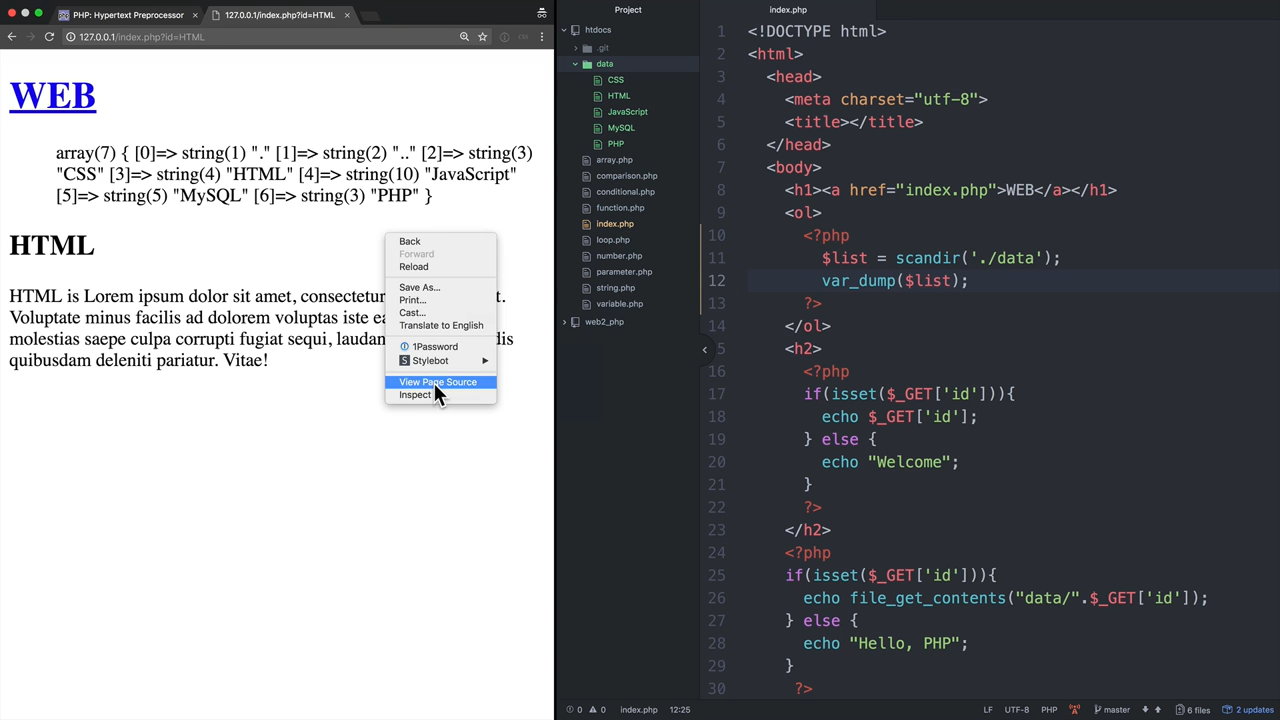 PHP: Hypertext Preprocessor ×
127.0.0.1/index.php?id=HTML ×
127.0.0.1/index.php?id=HTML
WEB
array(7) { [0]=> string(1) "." [1]=> string(2) ".." [2]=> string(3)
"CSS" [3]=> string(4) "HTML" [4]=> string(10) "JavaScript"
[5]=> string(5) "MySQL" [6]=> string(3) "PHP" }
HTML
HTML is Lorem ipsum dolor sit amet, consectetur
Voluptate minus facilis ad dolorem voluptas iste
molestias saepe culpa corrupti fugiat sequi,
quibusdam deleniti pariatur. Vitae!
Back
Forward
Reload
Save As...
Print...
Cast...
Translate to English
1Password
Stylebot
View Page Source
Inspect
Project
htdocs
.git
data
CSS
HTML
JavaScript
MySQL
PHP
array.php
comparison.php
conditional.php
function.php
index.php
loop.php
number.php
parameter.php
string.php
variable.php
web2_php
index.php
1 <!DOCTYPE html>
2 <html>
3 <head>
4 <meta charset="utf-8">
5 <title></title>
6 </head>
7 <body>
8 <h1><a href="index.php">WEB</a></h1>
9 <ol>
10 <?php
11 $list = scandir('./data');
12 var_dump($list);
13 ?>
14 </ol>
15 <h2>
16 <?php
17 if(isset($_GET['id'])){
18 echo $_GET['id'];
19 } else {
20 echo "Welcome";
21 }
22 ?>
23 </h2>
24 <?php
25 if(isset($_GET['id'])){
26 echo file_get_contents("data/".$_GET['id']);
27 } else {
28 echo "Hello, PHP";
29 }
30 ?>
0 0 index.php 12:25 LF UTF-8 PHP master 6 files 2 updates